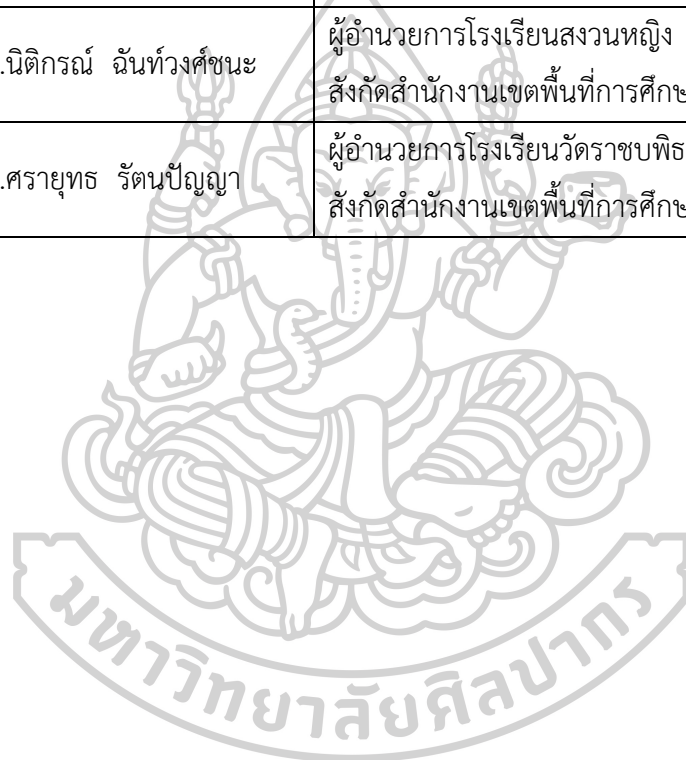 .นิติกรณ์ ฉันท์วงศ์ชนะ
ผู้อำนวยการโรงเรียนสงวนหญิง
สังกัดสำนักงานเขตพื้นที่การศึกษ
.ศรายุทธ รัตนปัญญา
ผู้อำนวยการโรงเรียนวัดราชบพิธ
สังกัดสำนักงานเขตพื้นที่การศึกษ
มหาวิทยาลัยศิลปากร